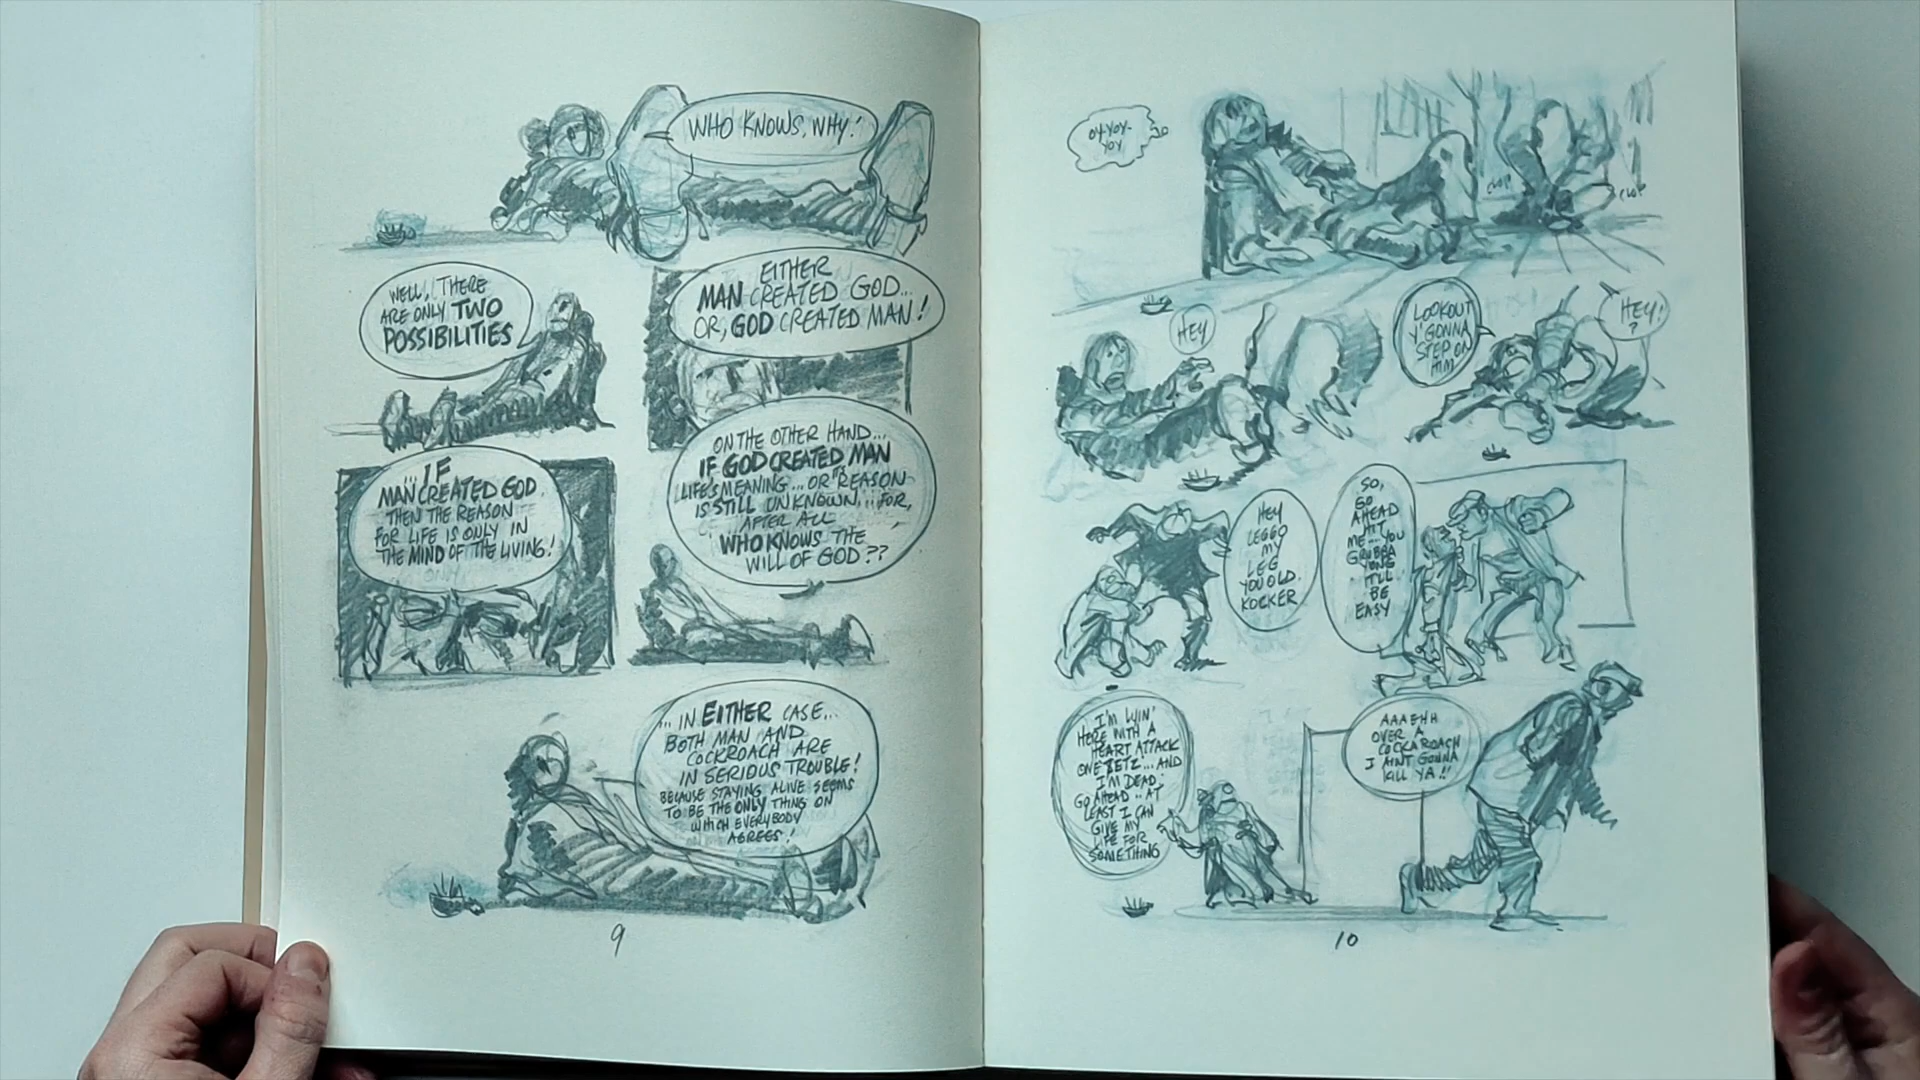 WHO KNOWS, WHY!
WELL, THERE
ARE ONLY TWO
POSSIBILITIES
EITHER
MAN CREATED GOD...
OR, GOD CREATED MAN!
...IF
MAN CREATED GOD
THEN THE REASON
FOR LIFE IS ONLY IN
THE MIND OF THE LIVING!
ON THE OTHER HAND...
IF GOD CREATED MAN
LIFE'S MEANING... OR "REASON"
IS STILL UNKNOWN... FOR,
AFTER ALL
WHO KNOWS THE
WILL OF GOD??
... IN EITHER CASE...
BOTH MAN AND
COCKROACH ARE
IN SERIOUS TROUBLE!
BECAUSE STAYING ALIVE SEEMS
TO BE THE ONLY THING ON
WHICH EVERYBODY
AGREES!
9
OY-YOY-
YOY
CLOP
CLOP
HEY
LOOKOUT
Y'GONNA
STEP ON
HIM
HEY!
?
HEY
LEGGO
MY
LEG
YOU OLD
KOCKER
SO,
GO
AHEAD
HIT
ME... YOU
GRUBBA
YUNG
IT'LL
BE
EASY
I'M LYIN'
HERE WITH A
HEART ATTACK
ONE ZETZ... AND
I'M DEAD.
GO AHEAD.. AT
LEAST I CAN
GIVE MY
LIFE FOR
SOMETHING
AAAEHH
OVER A
COCKAROACH
I AINT GONNA
KILL YA!!
10